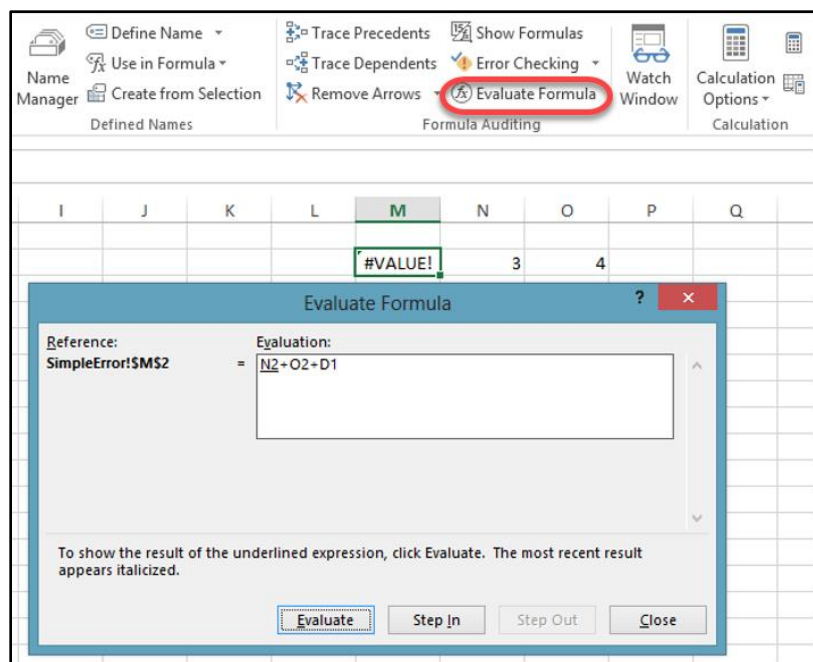 Define Name
Trace Precedents
Show Formulas
Use in Formula
Trace Dependents
Error Checking
Name
Manager
Create from Selection
Remove Arrows
Evaluate Formula
Watch
Window
Calculation
Options
Defined Names
Formula Auditing
Calculation
I J K L M N O P Q
#VALUE! 3 4
Evaluate Formula
? ×
Reference:
Evaluation:
SimpleError!$M$2 = N2+O2+D1
To show the result of the underlined expression, click Evaluate. The most recent result
appears italicized.
Evaluate Step In Step Out Close